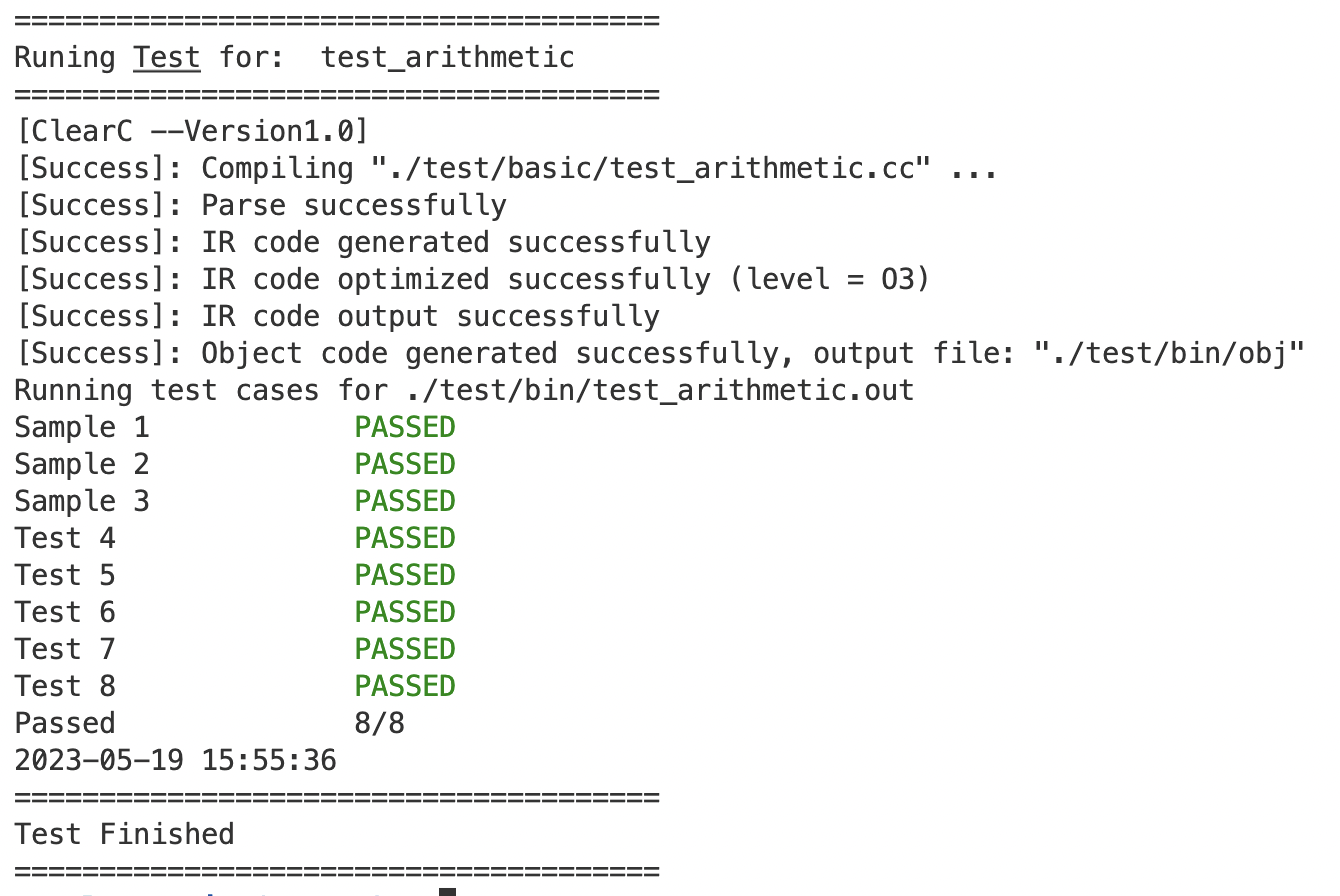 ======================================
Runing Test for:  test_arithmetic
======================================
[ClearC --Version1.0]
[Success]: Compiling "./test/basic/test_arithmetic.cc" ...
[Success]: Parse successfully
[Success]: IR code generated successfully
[Success]: IR code optimized successfully (level = O3)
[Success]: IR code output successfully
[Success]: Object code generated successfully, output file: "./test/bin/obj"
Running test cases for ./test/bin/test_arithmetic.out
Sample 1            PASSED
Sample 2            PASSED
Sample 3            PASSED
Test 4              PASSED
Test 5              PASSED
Test 6              PASSED
Test 7              PASSED
Test 8              PASSED
Passed              8/8
2023-05-19 15:55:36
======================================
Test Finished
======================================